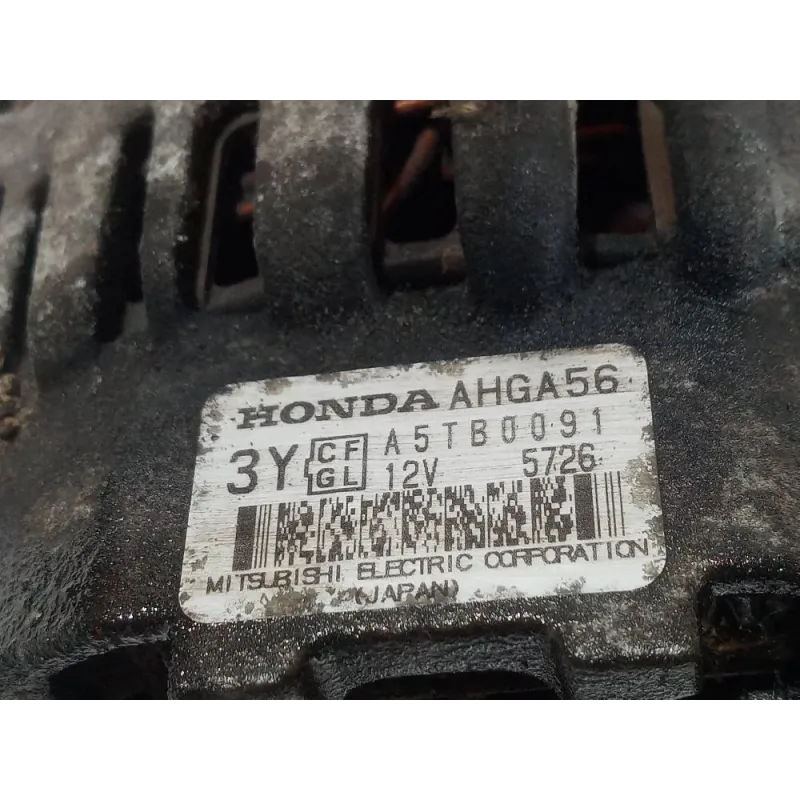 HONDA AHGA56
3Y CF GL A5TB0091
12V 5726
MITSUBISHI ELECTRIC CORPORATION
(JAPAN)